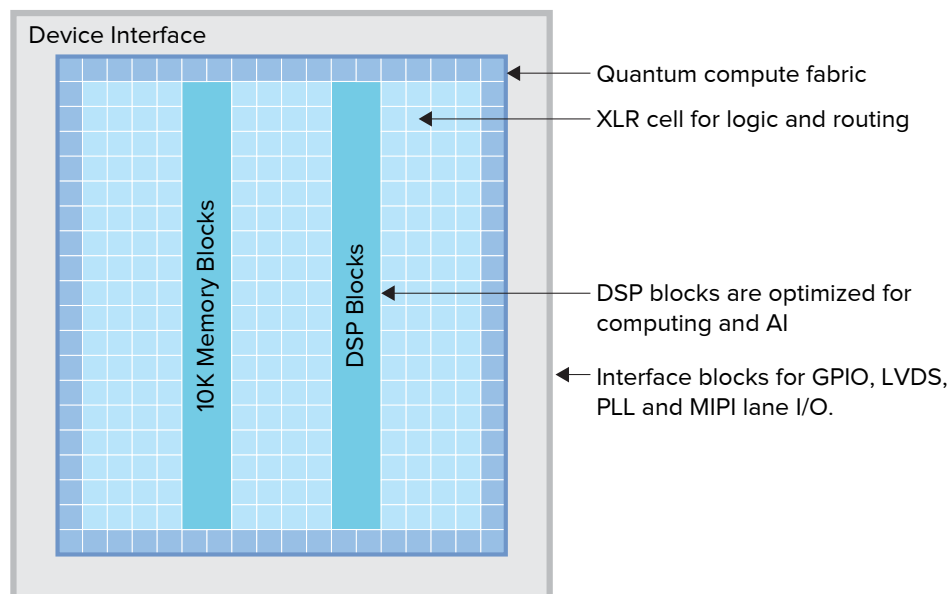 Device Interface
Quantum compute fabric
XLR cell for logic and routing
10K Memory Blocks
DSP Blocks
DSP blocks are optimized for
computing and AI
Interface blocks for GPIO, LVDS,
PLL and MIPI lane I/O.